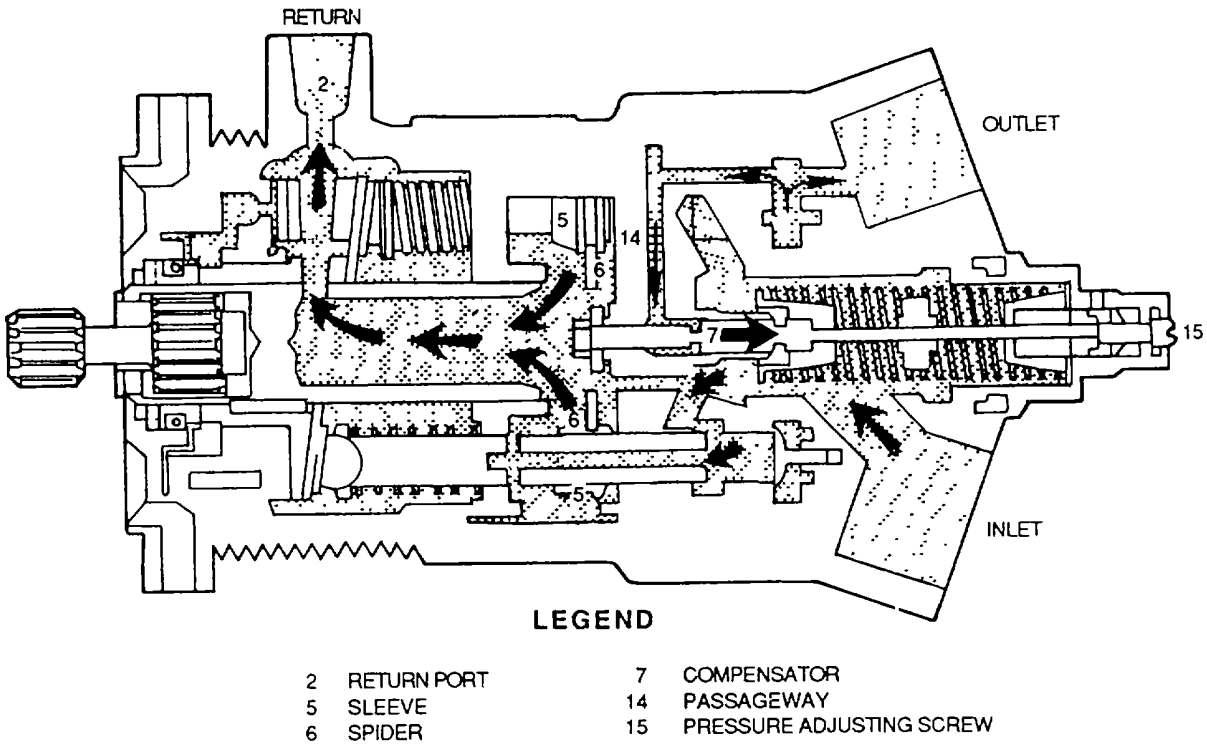 RETURN
2
OUTLET
5
14
6
7
15
6
5
INLET
LEGEND
2 RETURN PORT
5 SLEEVE
6 SPIDER
7 COMPENSATOR
14 PASSAGEWAY
15 PRESSURE ADJUSTING SCREW